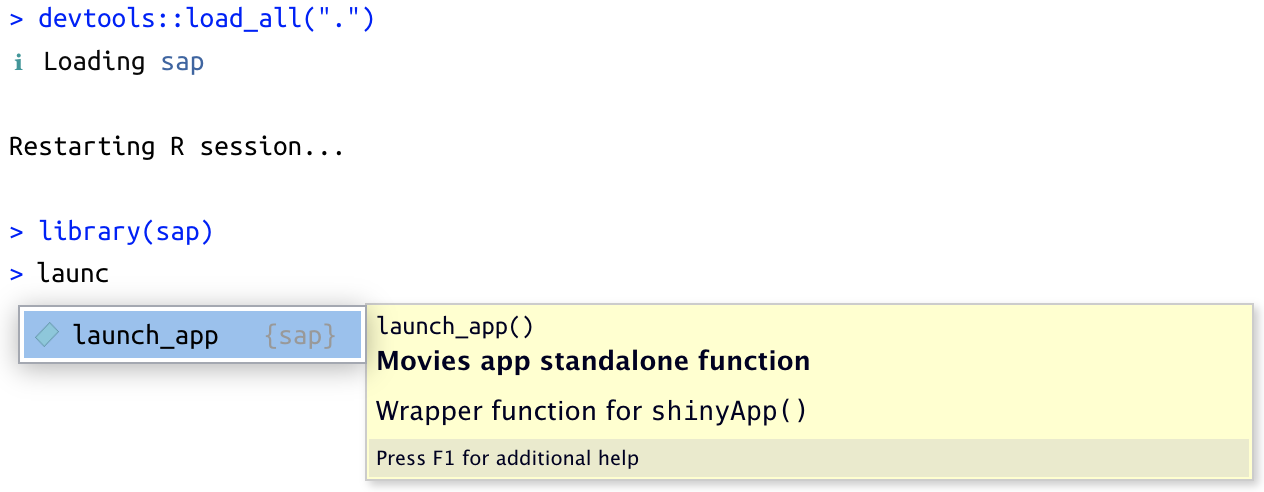 > devtools::load_all(".")
ℹ Loading sap
Restarting R session...
> library(sap)
> launc
launch_app {sap}
launch_app()
Movies app standalone function
Wrapper function for shinyApp()
Press F1 for additional help